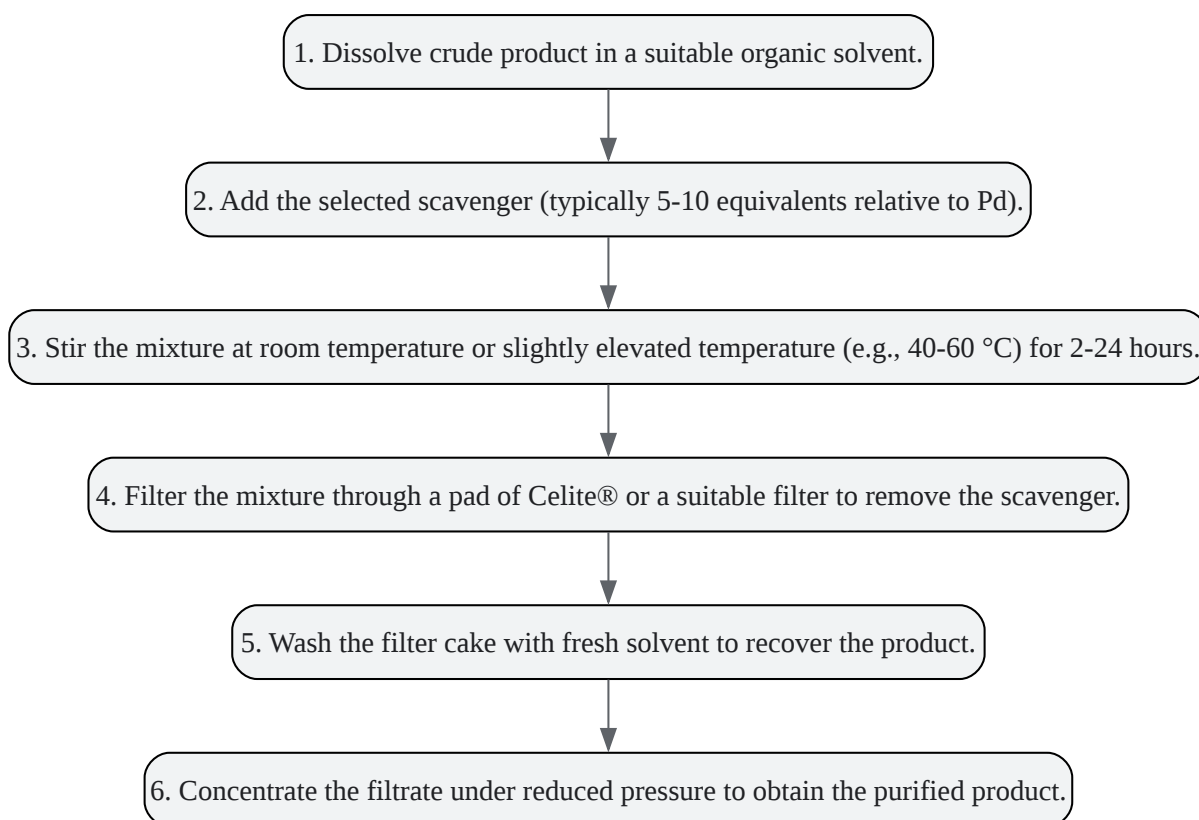 1. Dissolve crude product in a suitable organic solvent.
2. Add the selected scavenger (typically 5-10 equivalents relative to Pd).
3. Stir the mixture at room temperature or slightly elevated temperature (e.g., 40-60 °C) for 2-24 hours.
4. Filter the mixture through a pad of Celite® or a suitable filter to remove the scavenger.
5. Wash the filter cake with fresh solvent to recover the product.
6. Concentrate the filtrate under reduced pressure to obtain the purified product.